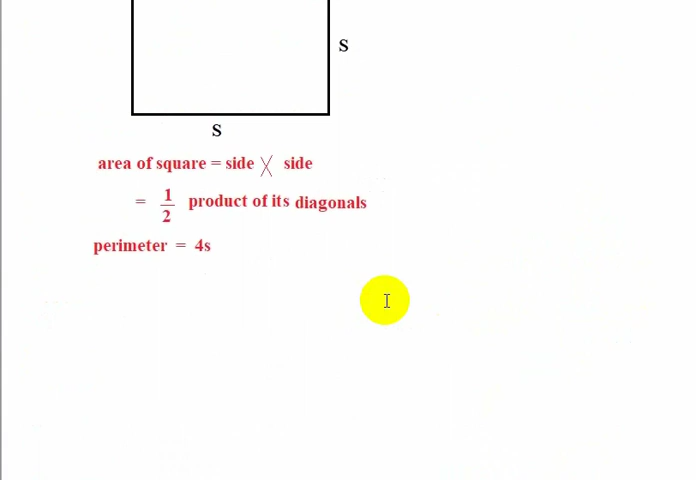 S
S
area of square = side X side
= 1/2 product of its diagonals
perimeter = 4s